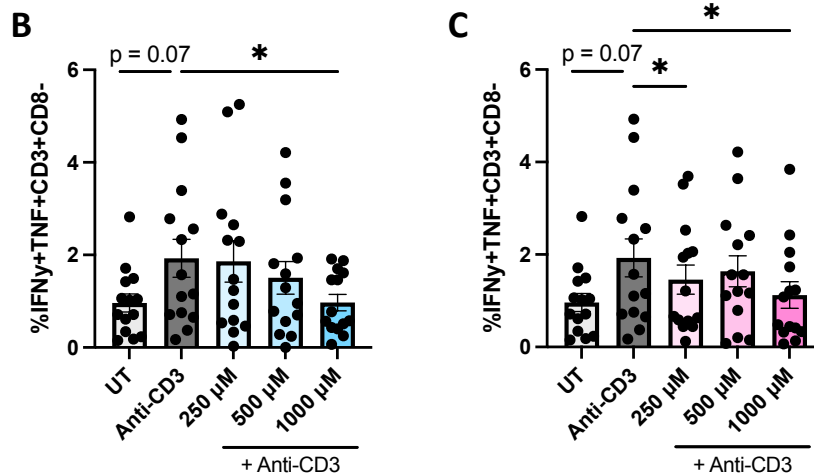 B
p = 0.07
*
6
4
2
0
%IFNy+TNF+CD3+CD8-
UT
Anti-CD3
250 µM
500 µM
1000 µM
+ Anti-CD3
C
*
p = 0.07
*
6
4
2
0
%IFNy+TNF+CD3+CD8-
UT
Anti-CD3
250 µM
500 µM
1000 µM
+ Anti-CD3